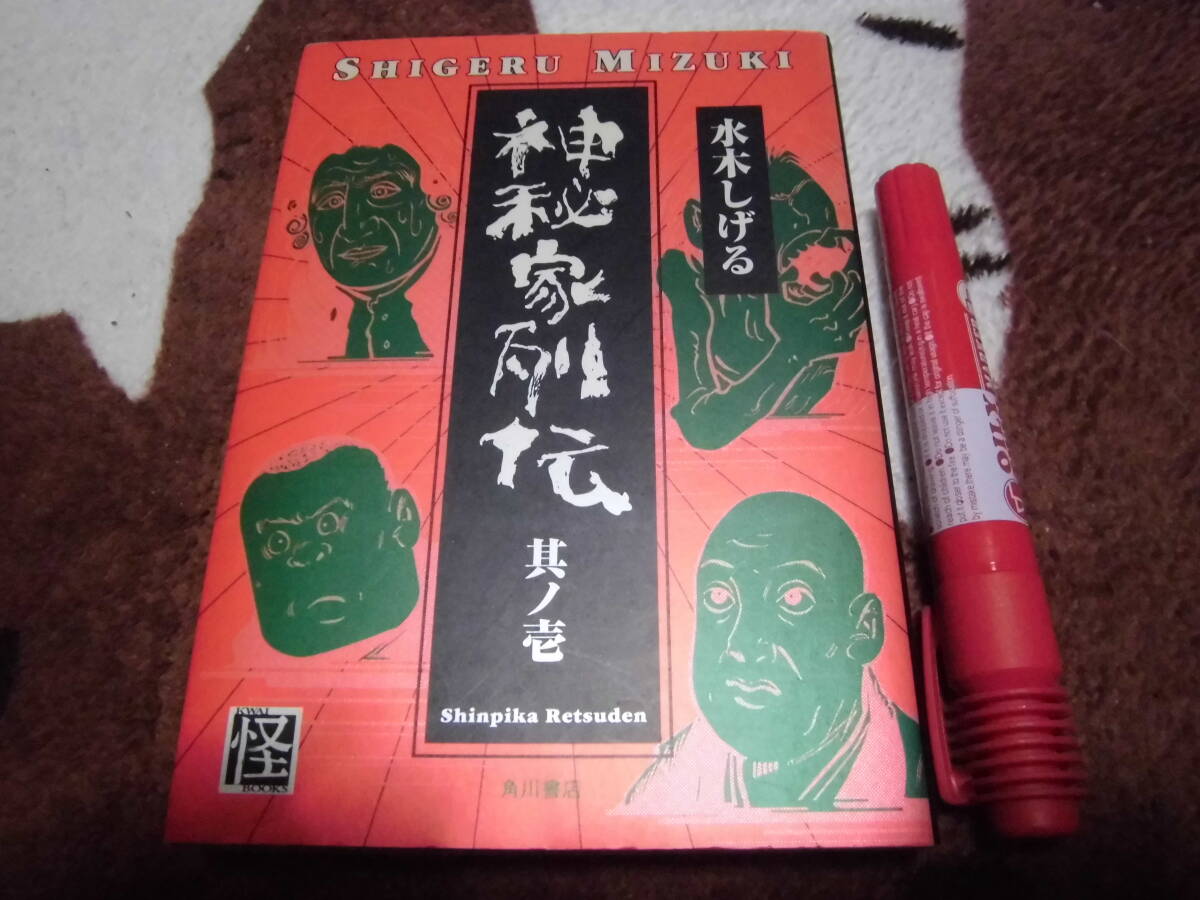 SHIGERU MIZUKI
水木しげる
神秘家列伝
其ノ壱
Shinpika Retsuden
KWAI
怪
BOOKS
角川書店